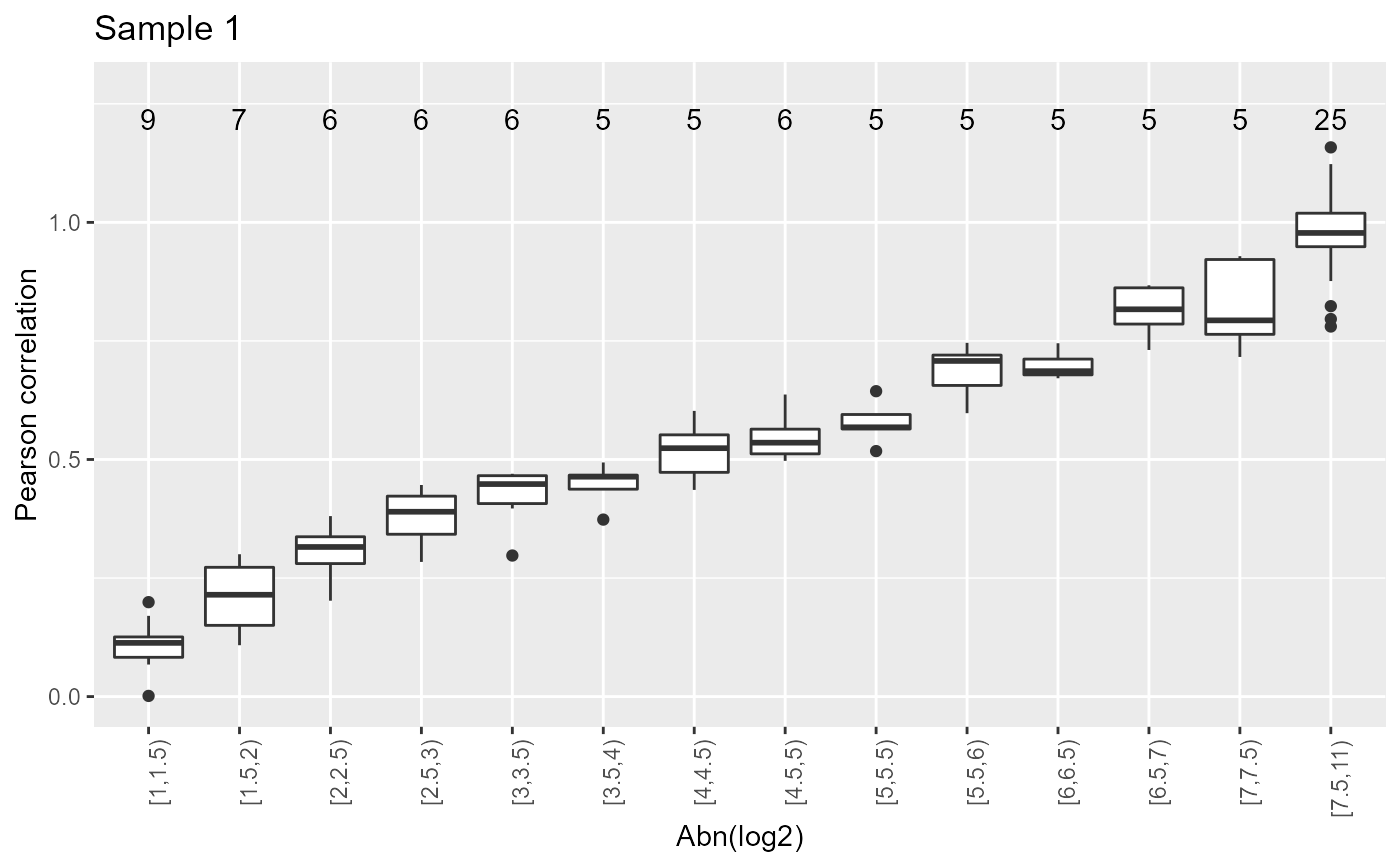 Sample 1
9 7 6 6 6 5 5 6 5 5 5 5 5 25
1.0
0.5
0.0
Pearson correlation
[1,1.5) [1.5,2) [2,2.5) [2.5,3) [3,3.5) [3.5,4) [4,4.5) [4.5,5) [5,5.5) [5.5,6) [6,6.5) [6.5,7) [7,7.5) [7.5,11)
Abn(log2)